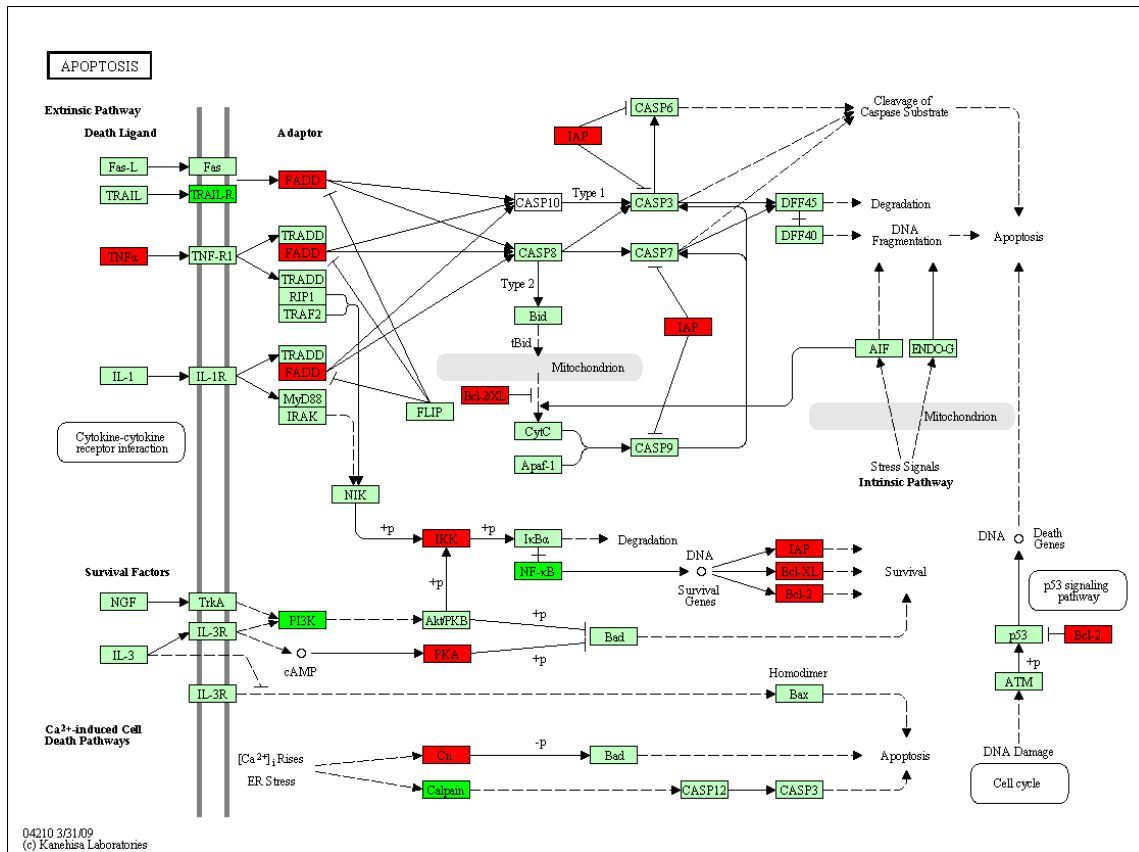 APOPTOSIS
Extrinsic Pathway
Death Ligand
Adaptor
Fas-L
Fas
TRAIL
TRAIL-R
FADD
IAP
CASP6
Cleavage of
Caspase Substrate
CASP10
Type 1
CASP3
DFF45
Degradation
DFF40
DNA
Fragmentation
Apoptosis
TNFα
TNF-R1
TRADD
FADD
TRADD
RIP1
TRAF2
CASP8
CASP7
Type 2
Bid
tBid
IAP
Mitochondrion
AIF
ENDO-G
Mitochondrion
IL-1
IL-1R
TRADD
FADD
MyD88
IRAK
FLIP
Bcl-2/XL
CytC
Apaf-1
CASP9
Stress Signals
Intrinsic Pathway
Cytokine-cytokine
receptor interaction
NIK
+p
IKK
+p
IκBα
Degradation
+p
NF-κB
DNA
Survival
Genes
IAP
Bcl-XL
Bcl-2
Survival
DNA
Death
Genes
p53 signaling
pathway
Survival Factors
NGF
TrkA
PI3K
Akt/PKB
+p
Bad
IL-3
IL-3R
cAMP
PKA
+p
p53
Bcl-2
+p
ATM
IL-3R
Homodimer
Bax
DNA Damage
Cell cycle
Ca2+-induced Cell
Death Pathways
[Ca2+]i Rises
ER Stress
Cn
-p
Bad
Apoptosis
Calpain
CASP12
CASP3
04210 3/31/09
(c) Kanehisa Laboratories